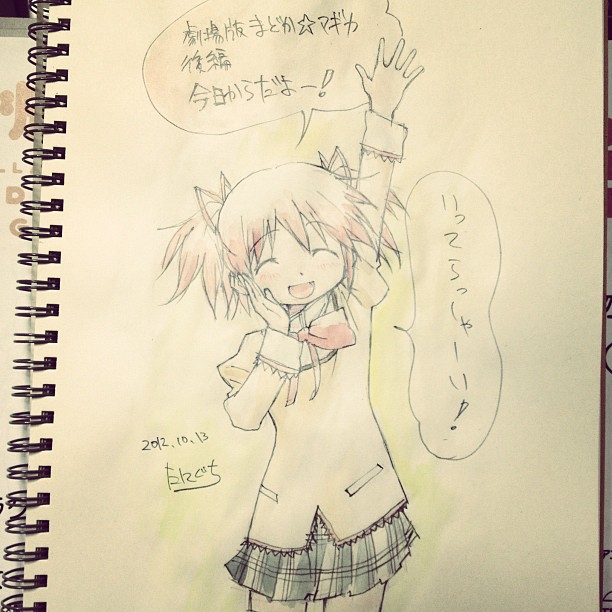 劇場版まどか☆マギカ
後編
今日からだよー!
いってらっしゃーい♪
2012.10.13
たにぐち